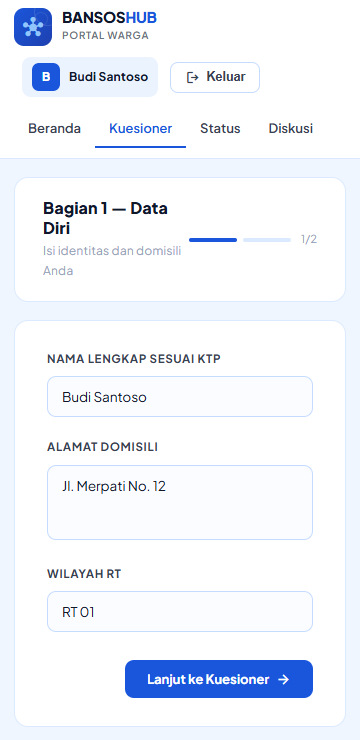 BANSOSHUB
PORTAL WARGA
B Budi Santoso Keluar
Beranda Kuesioner Status Diskusi
Bagian 1 — Data
Diri
Isi identitas dan domisili
Anda
1/2
NAMA LENGKAP SESUAI KTP
Budi Santoso
ALAMAT DOMISILI
Jl. Merpati No. 12
WILAYAH RT
RT 01
Lanjut ke Kuesioner →